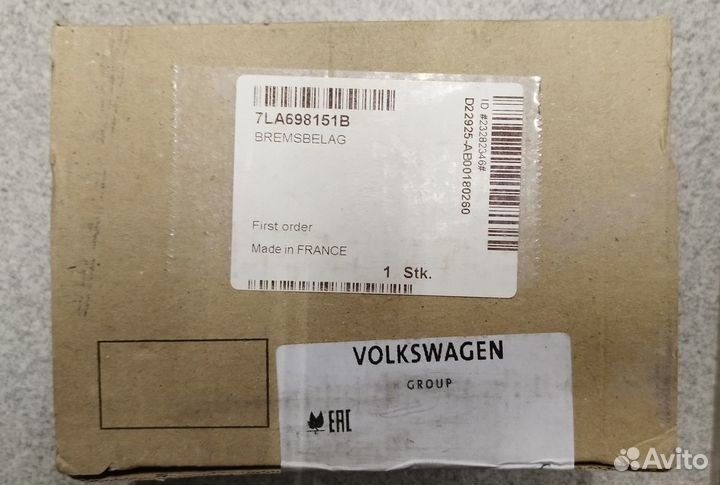 7LA698151B
BREMSBELAG
First order
Made in FRANCE
1 Stk.
ID #23282346#
D22925-AB00180260
VOLKSWAGEN
GROUP
EAC
Avito